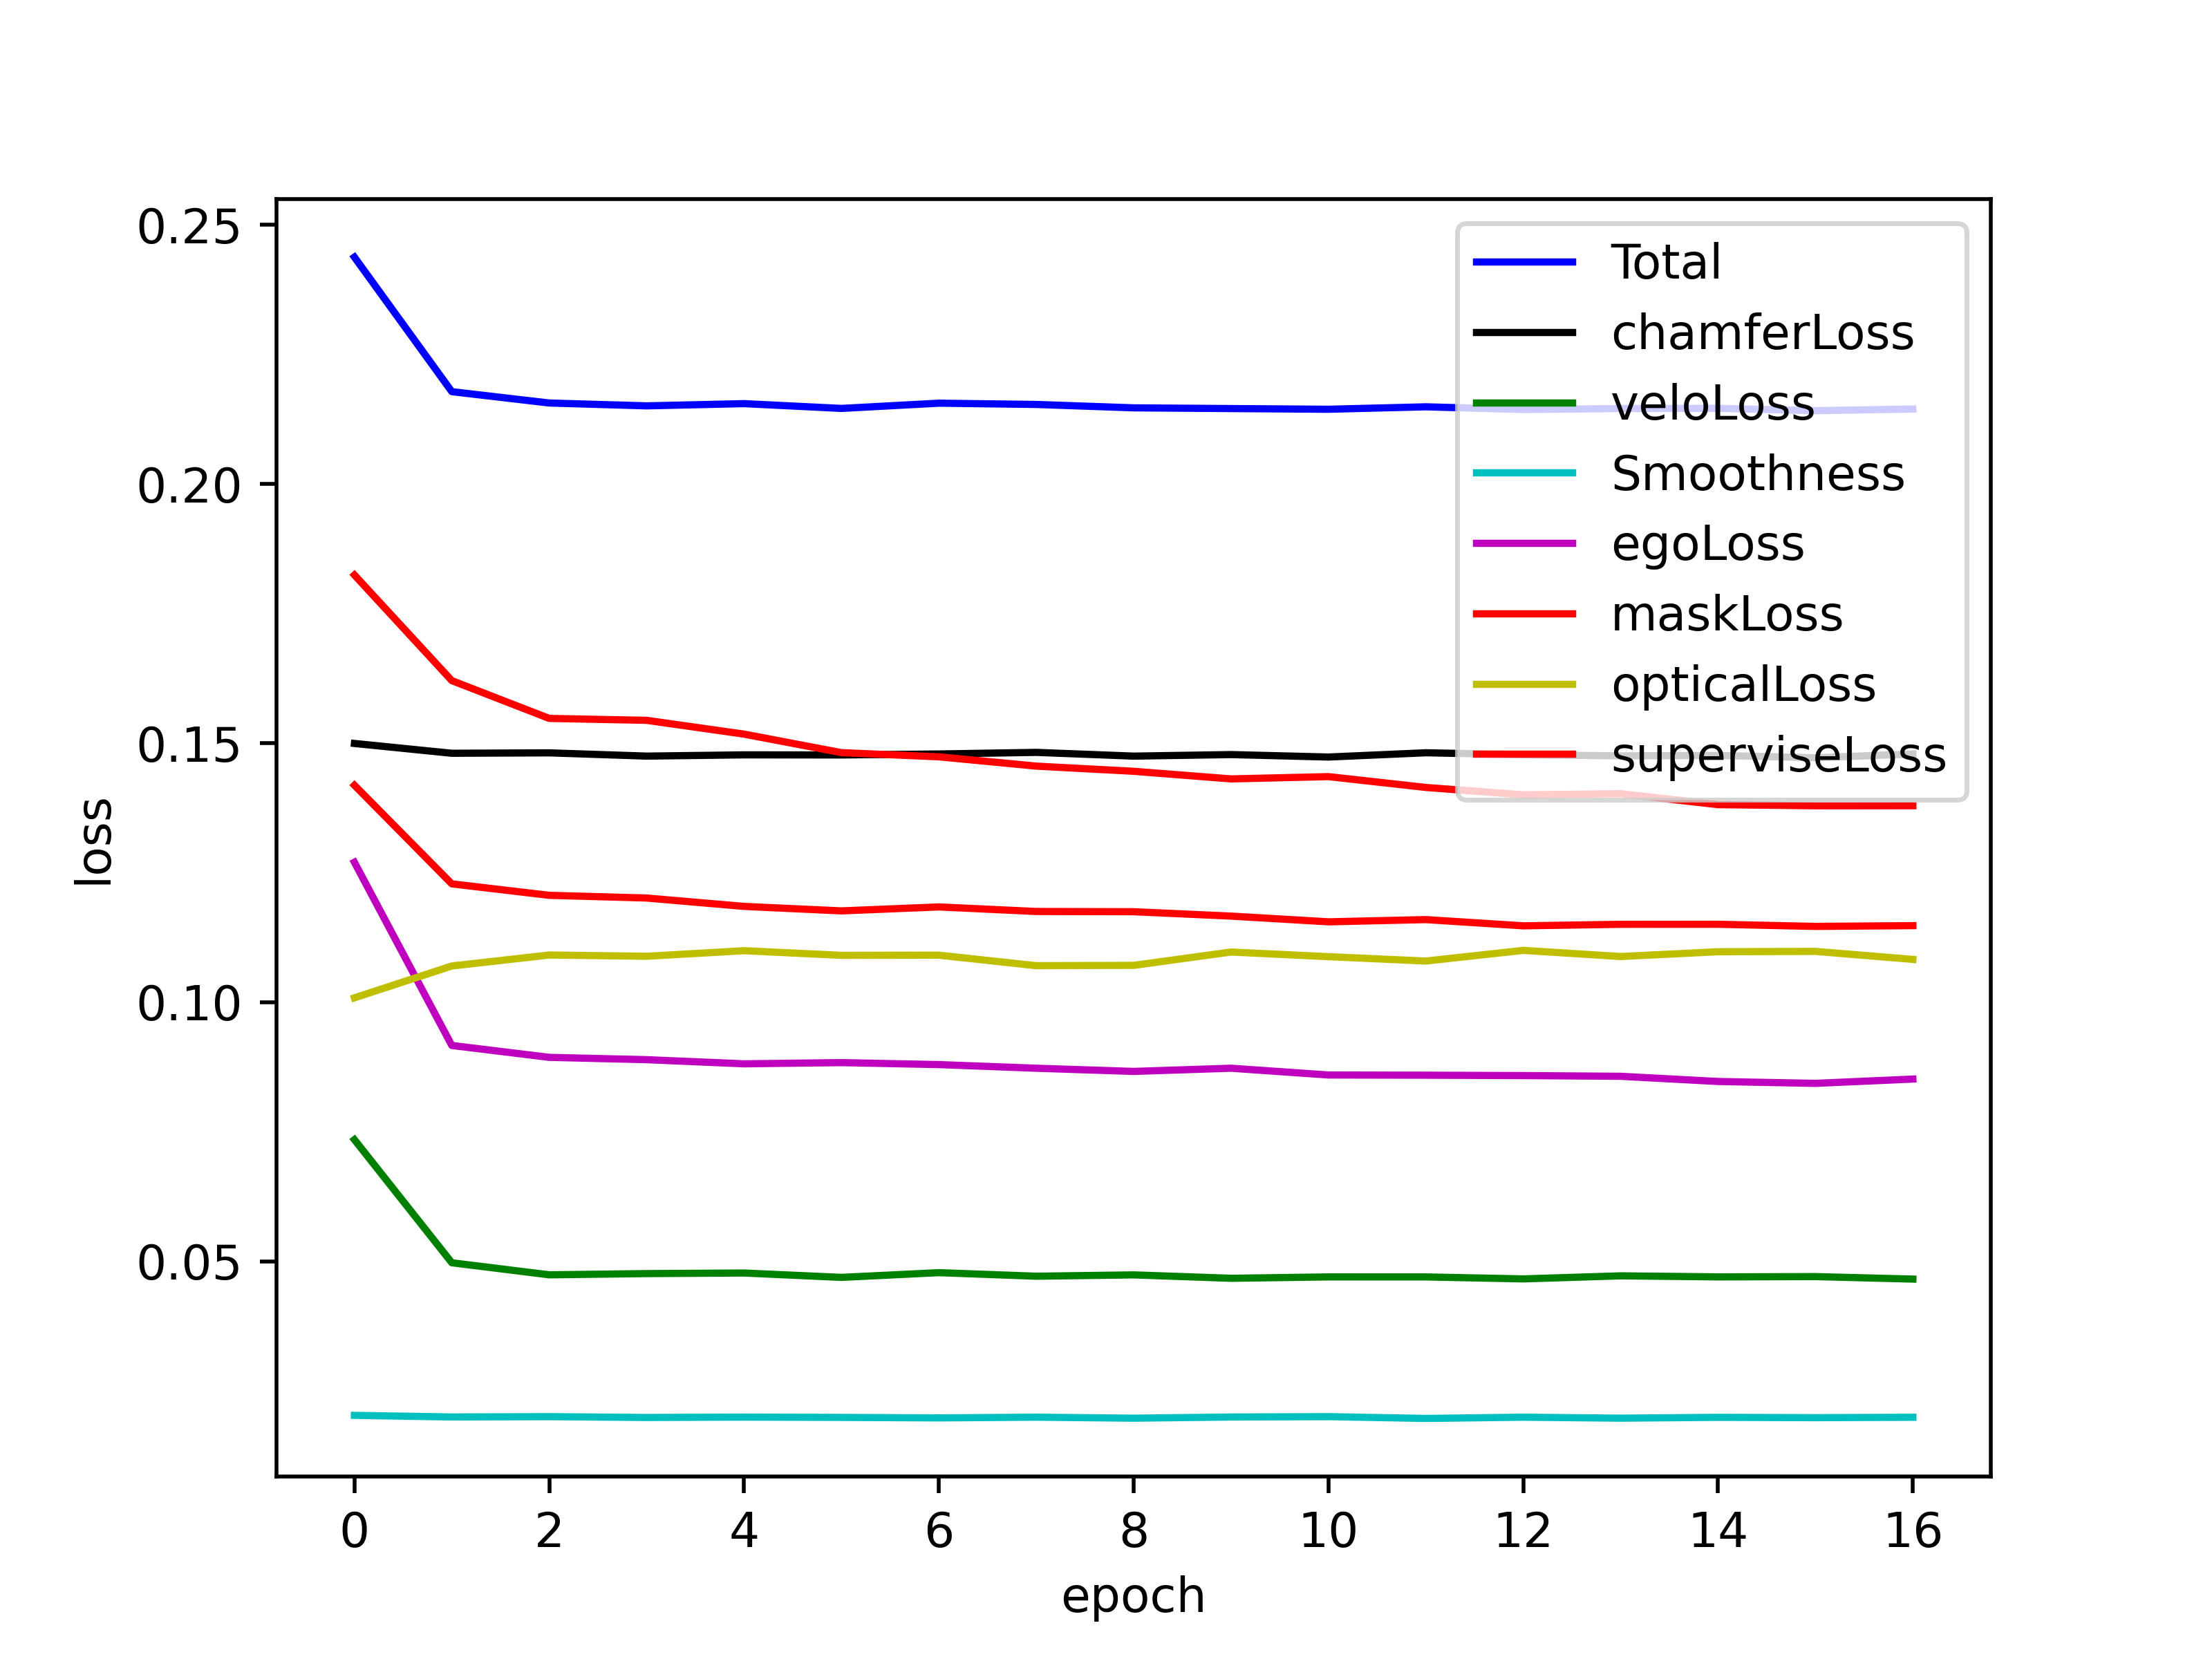 0.25
0.20
0.15
0.10
0.05
loss
0 2 4 6 8 10 12 14 16
epoch
Total
chamferLoss
veloLoss
Smoothness
egoLoss
maskLoss
opticalLoss
superviseLoss